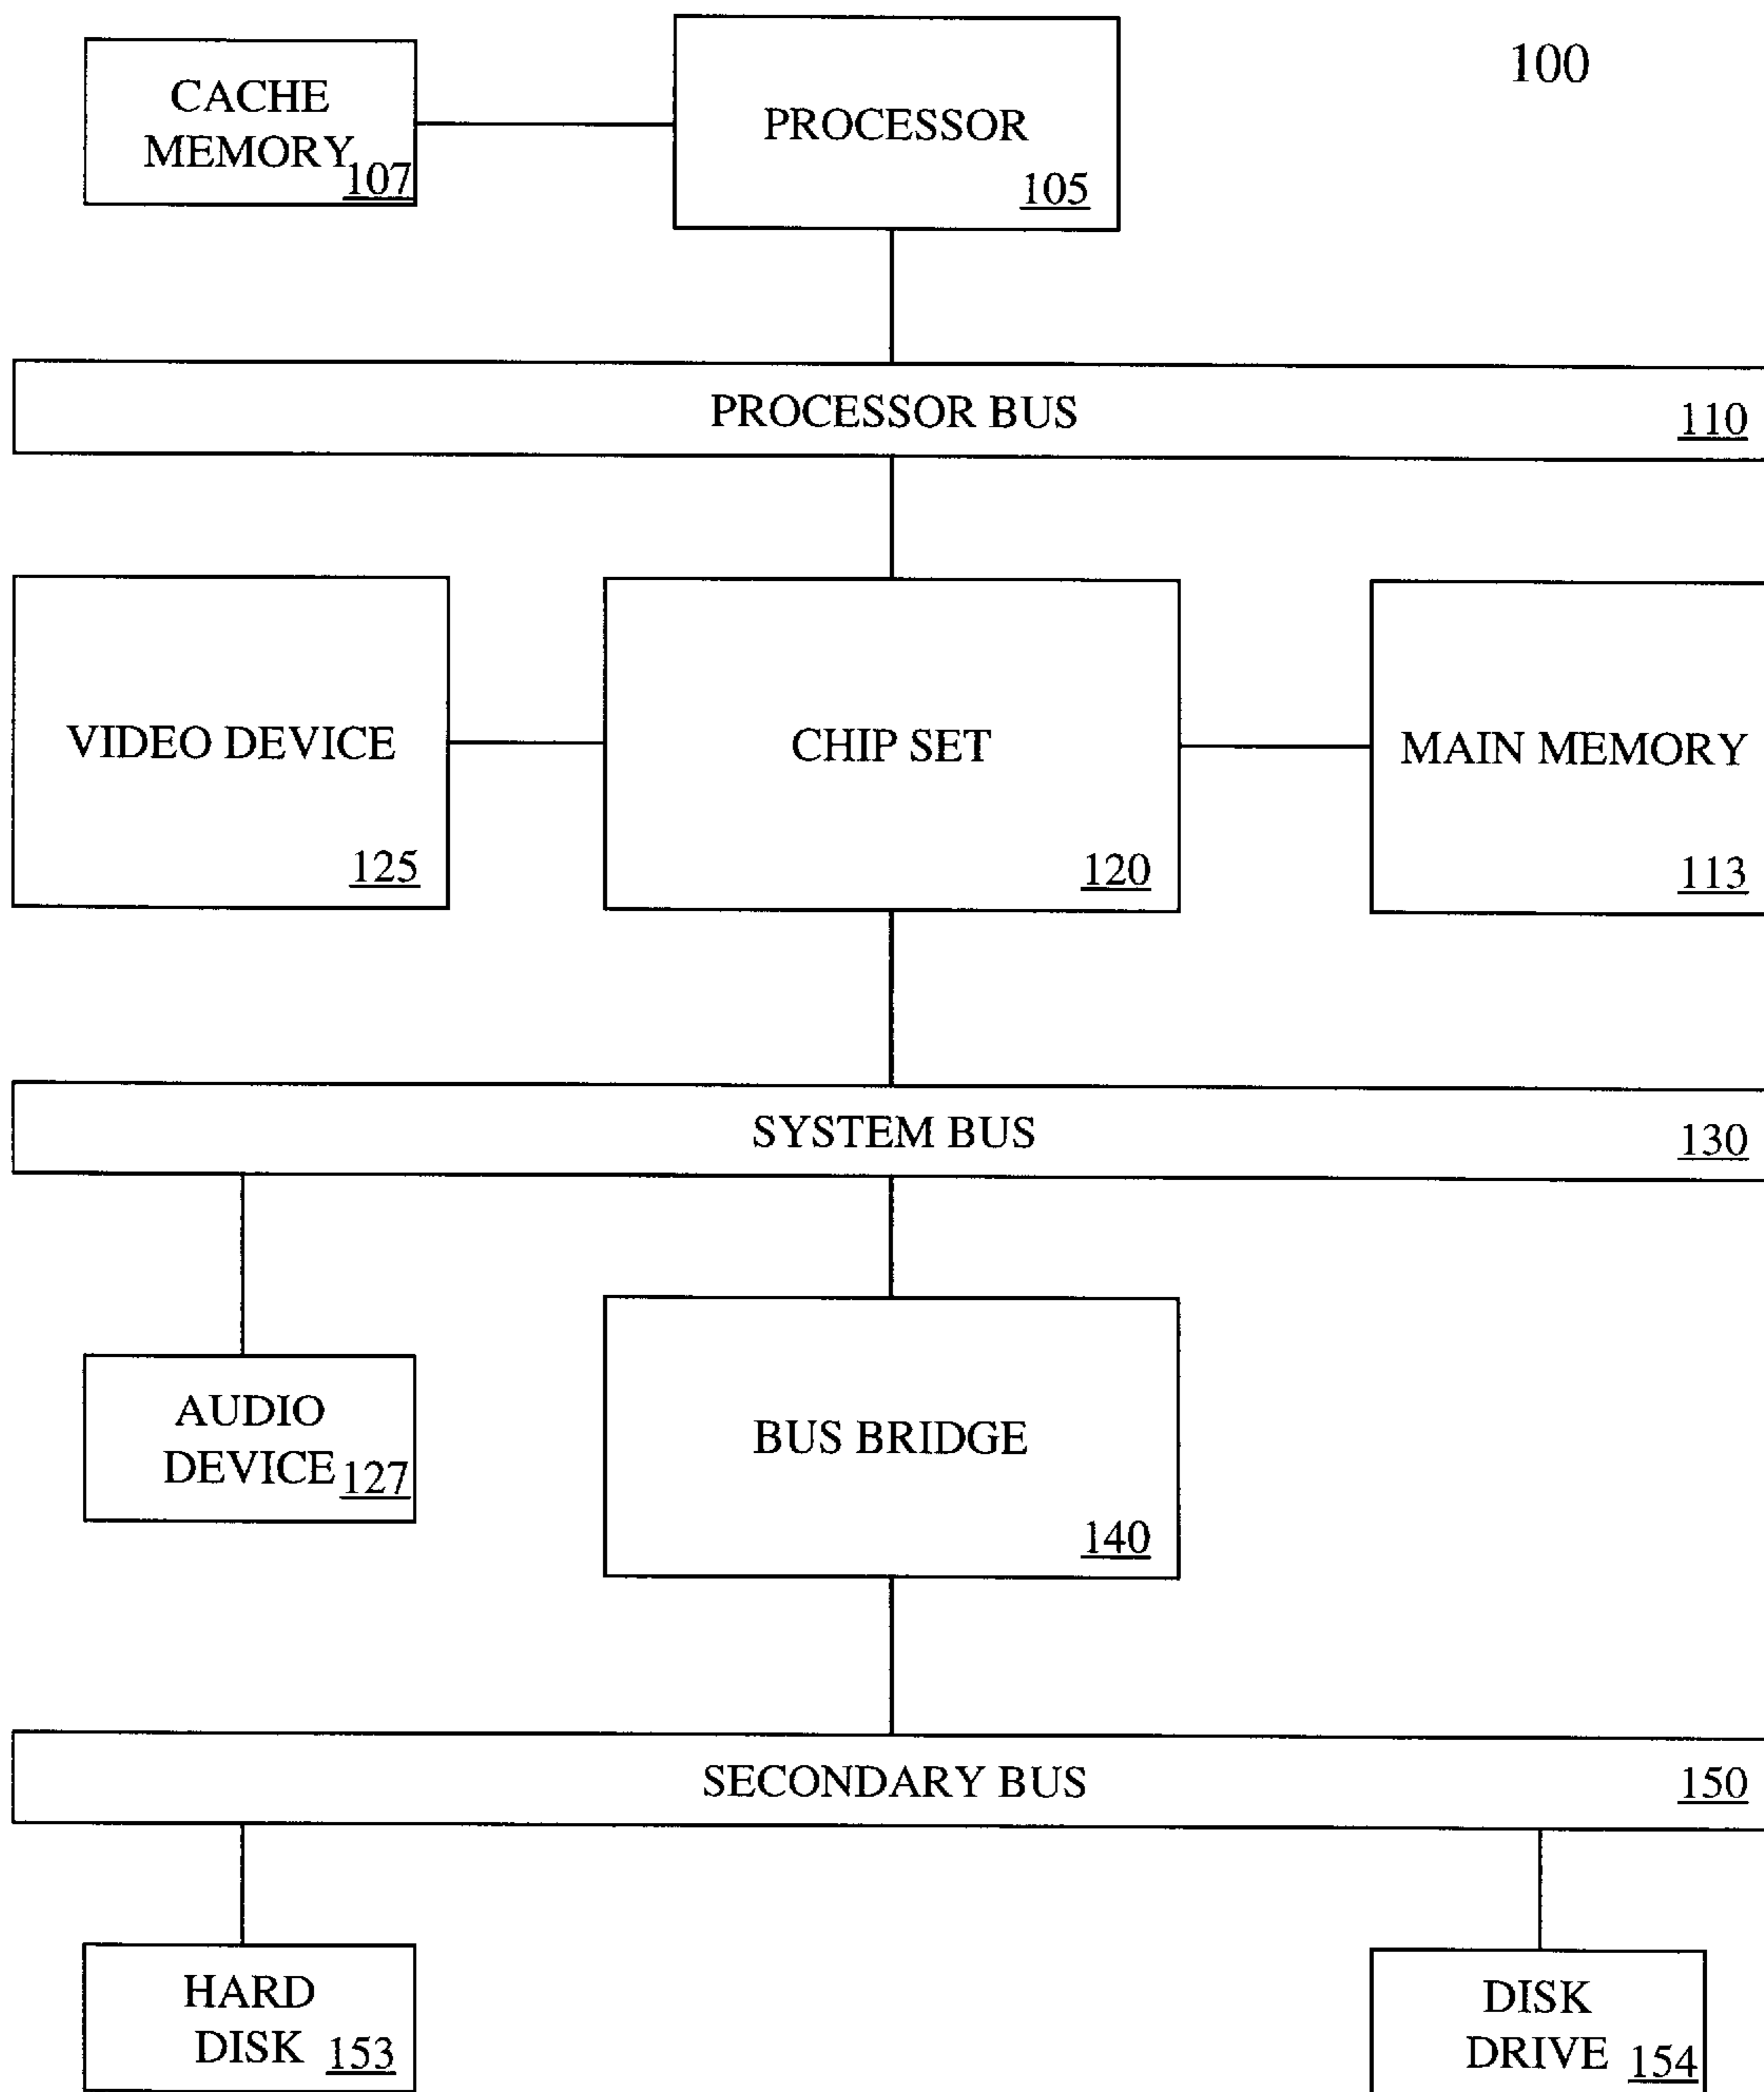 100
CACHE
MEMORY
107
PROCESSOR
105
PROCESSOR BUS
110
VIDEO DEVICE
125
CHIP SET
120
MAIN MEMORY
113
SYSTEM BUS
130
AUDIO
DEVICE
127
BUS BRIDGE
140
SECONDARY BUS
150
HARD
DISK
153
DISK
DRIVE
154